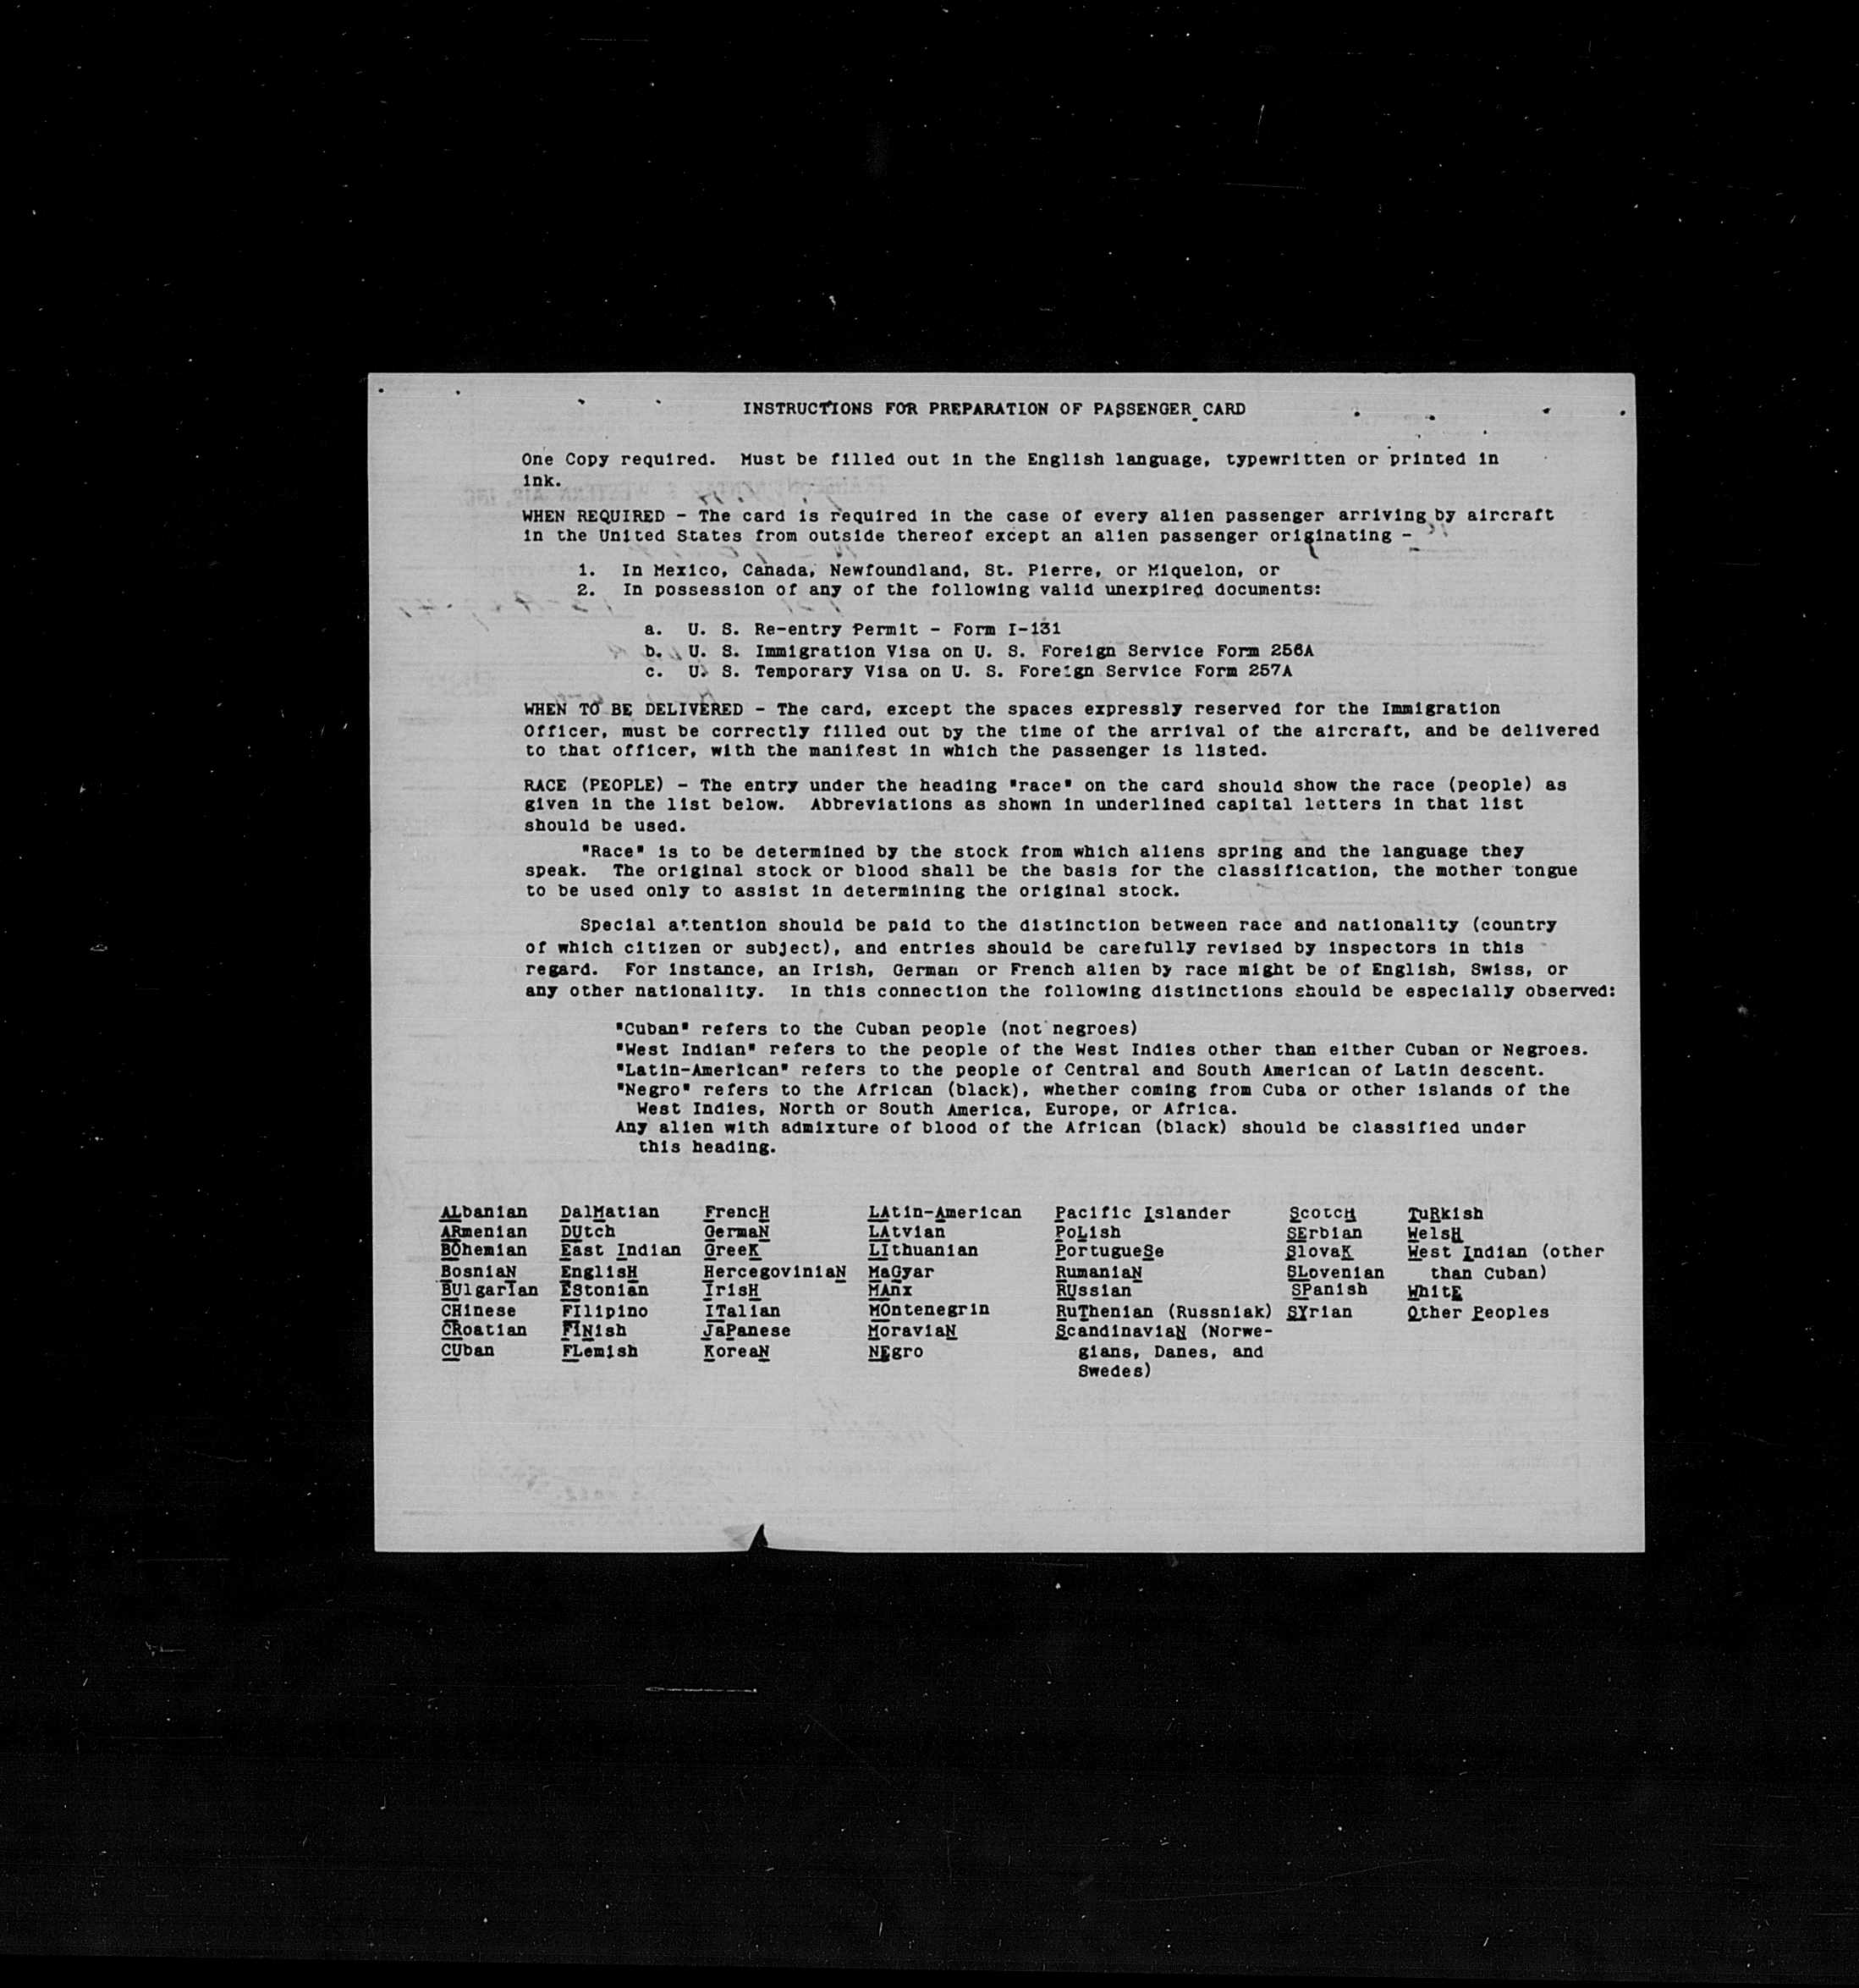 INSTRUCTIONS FOR PREPARATION OF PASSENGER CARD
One Copy required. Must be filled out in the English language, typewritten or printed in
ink.
WHEN REQUIRED - The card is required in the case of every alien passenger arriving by aircraft
in the United States from outside thereof except an alien passenger originating -
1. In Mexico, Canada, Newfoundland, St. Pierre, or Miquelon, or
2. In possession of any of the following valid unexpired documents:
a. U. S. Re-entry Permit - Form I-131
b. U. S. Immigration Visa on U. S. Foreign Service Form 256A
c. U. S. Temporary Visa on U. S. Foreign Service Form 257A
WHEN TO BE DELIVERED - The card, except the spaces expressly reserved for the Immigration
Officer, must be correctly filled out by the time of the arrival of the aircraft, and be delivered
to that officer, with the manifest in which the passenger is listed.
RACE (PEOPLE) - The entry under the heading "race" on the card should show the race (people) as
given in the list below. Abbreviations as shown in underlined capital letters in that list
should be used.
"Race" is to be determined by the stock from which aliens spring and the language they
speak. The original stock or blood shall be the basis for the classification, the mother tongue
to be used only to assist in determining the original stock.
Special attention should be paid to the distinction between race and nationality (country
of which citizen or subject), and entries should be carefully revised by inspectors in this
regard. For instance, an Irish, German or French alien by race might be of English, Swiss, or
any other nationality. In this connection the following distinctions should be especially observed:
"Cuban" refers to the Cuban people (not negroes)
"West Indian" refers to the people of the West Indies other than either Cuban or Negroes.
"Latin-American" refers to the people of Central and South American of Latin descent.
"Negro" refers to the African (black), whether coming from Cuba or other islands of the
West Indies, North or South America, Europe, or Africa.
Any alien with admixture of blood of the African (black) should be classified under
this heading.
ALbanian DalMatian FrencH LAtin-American Pacific Islander ScotcH TuRkish
ARmenian DUtch GermaN LAtvian PoLish SErbian WelsH
BOhemian East Indian GreeK LIthuanian PortugueSe SlovaK West Indian (other
BosniaN EnglisH HercegoviniaN MaGyar RumaniaN SLovenian than Cuban)
BUlgarIan EStonian IrisH MAnx RUssian SPanish WhitE
CHinese FIlipino ITalian MOntenegrin RuThenian (Russniak) SYrian Other Peoples
CRoatian FINish JaPanese MoraviaN ScandinaviaN (Norwe-
CUban FLemish KoreaN NEgro gians, Danes, and
Swedes)